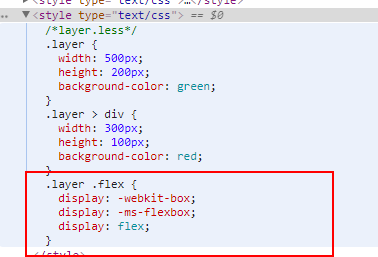 <style type="text/css">…</style>
… ▼<style type="text/css"> == $0
/*layer.less*/
.layer {
width: 500px;
height: 200px;
background-color: green;
}
.layer > div {
width: 300px;
height: 100px;
background-color: red;
}
.layer .flex {
display: -webkit-box;
display: -ms-flexbox;
display: flex;
}
</style>